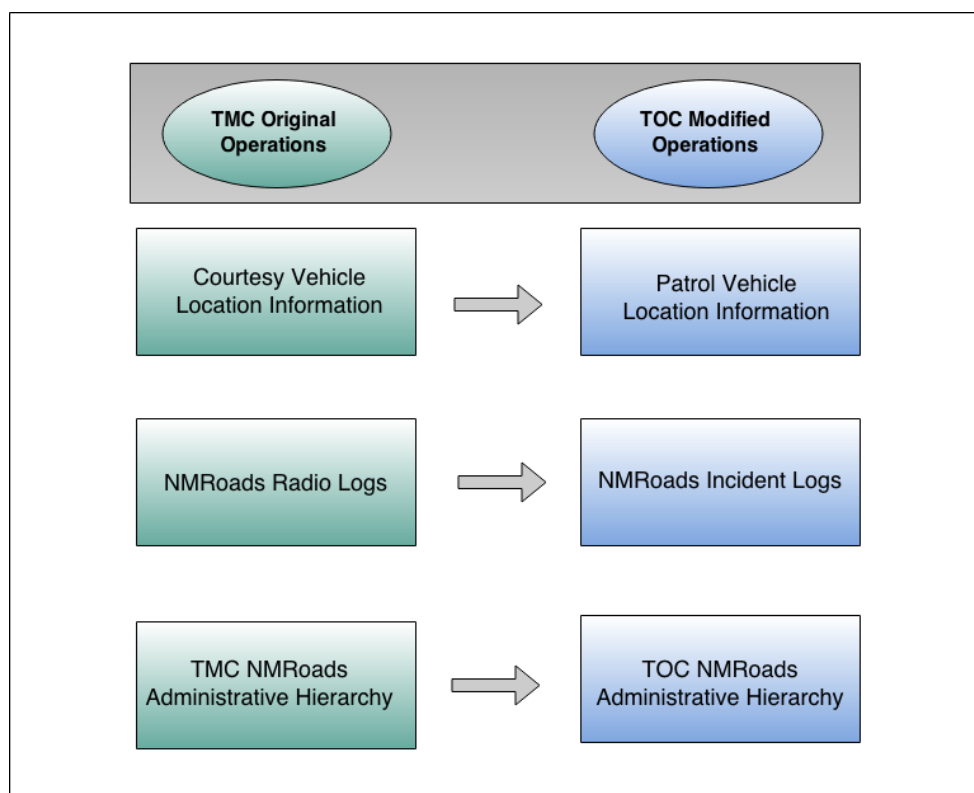 TMC Original
Operations
TOC Modified
Operations
Courtesy Vehicle
Location Information
Patrol Vehicle
Location Information
NMRoads Radio Logs
NMRoads Incident Logs
TMC NMRoads
Administrative Hierarchy
TOC NMRoads
Administrative Hierarchy